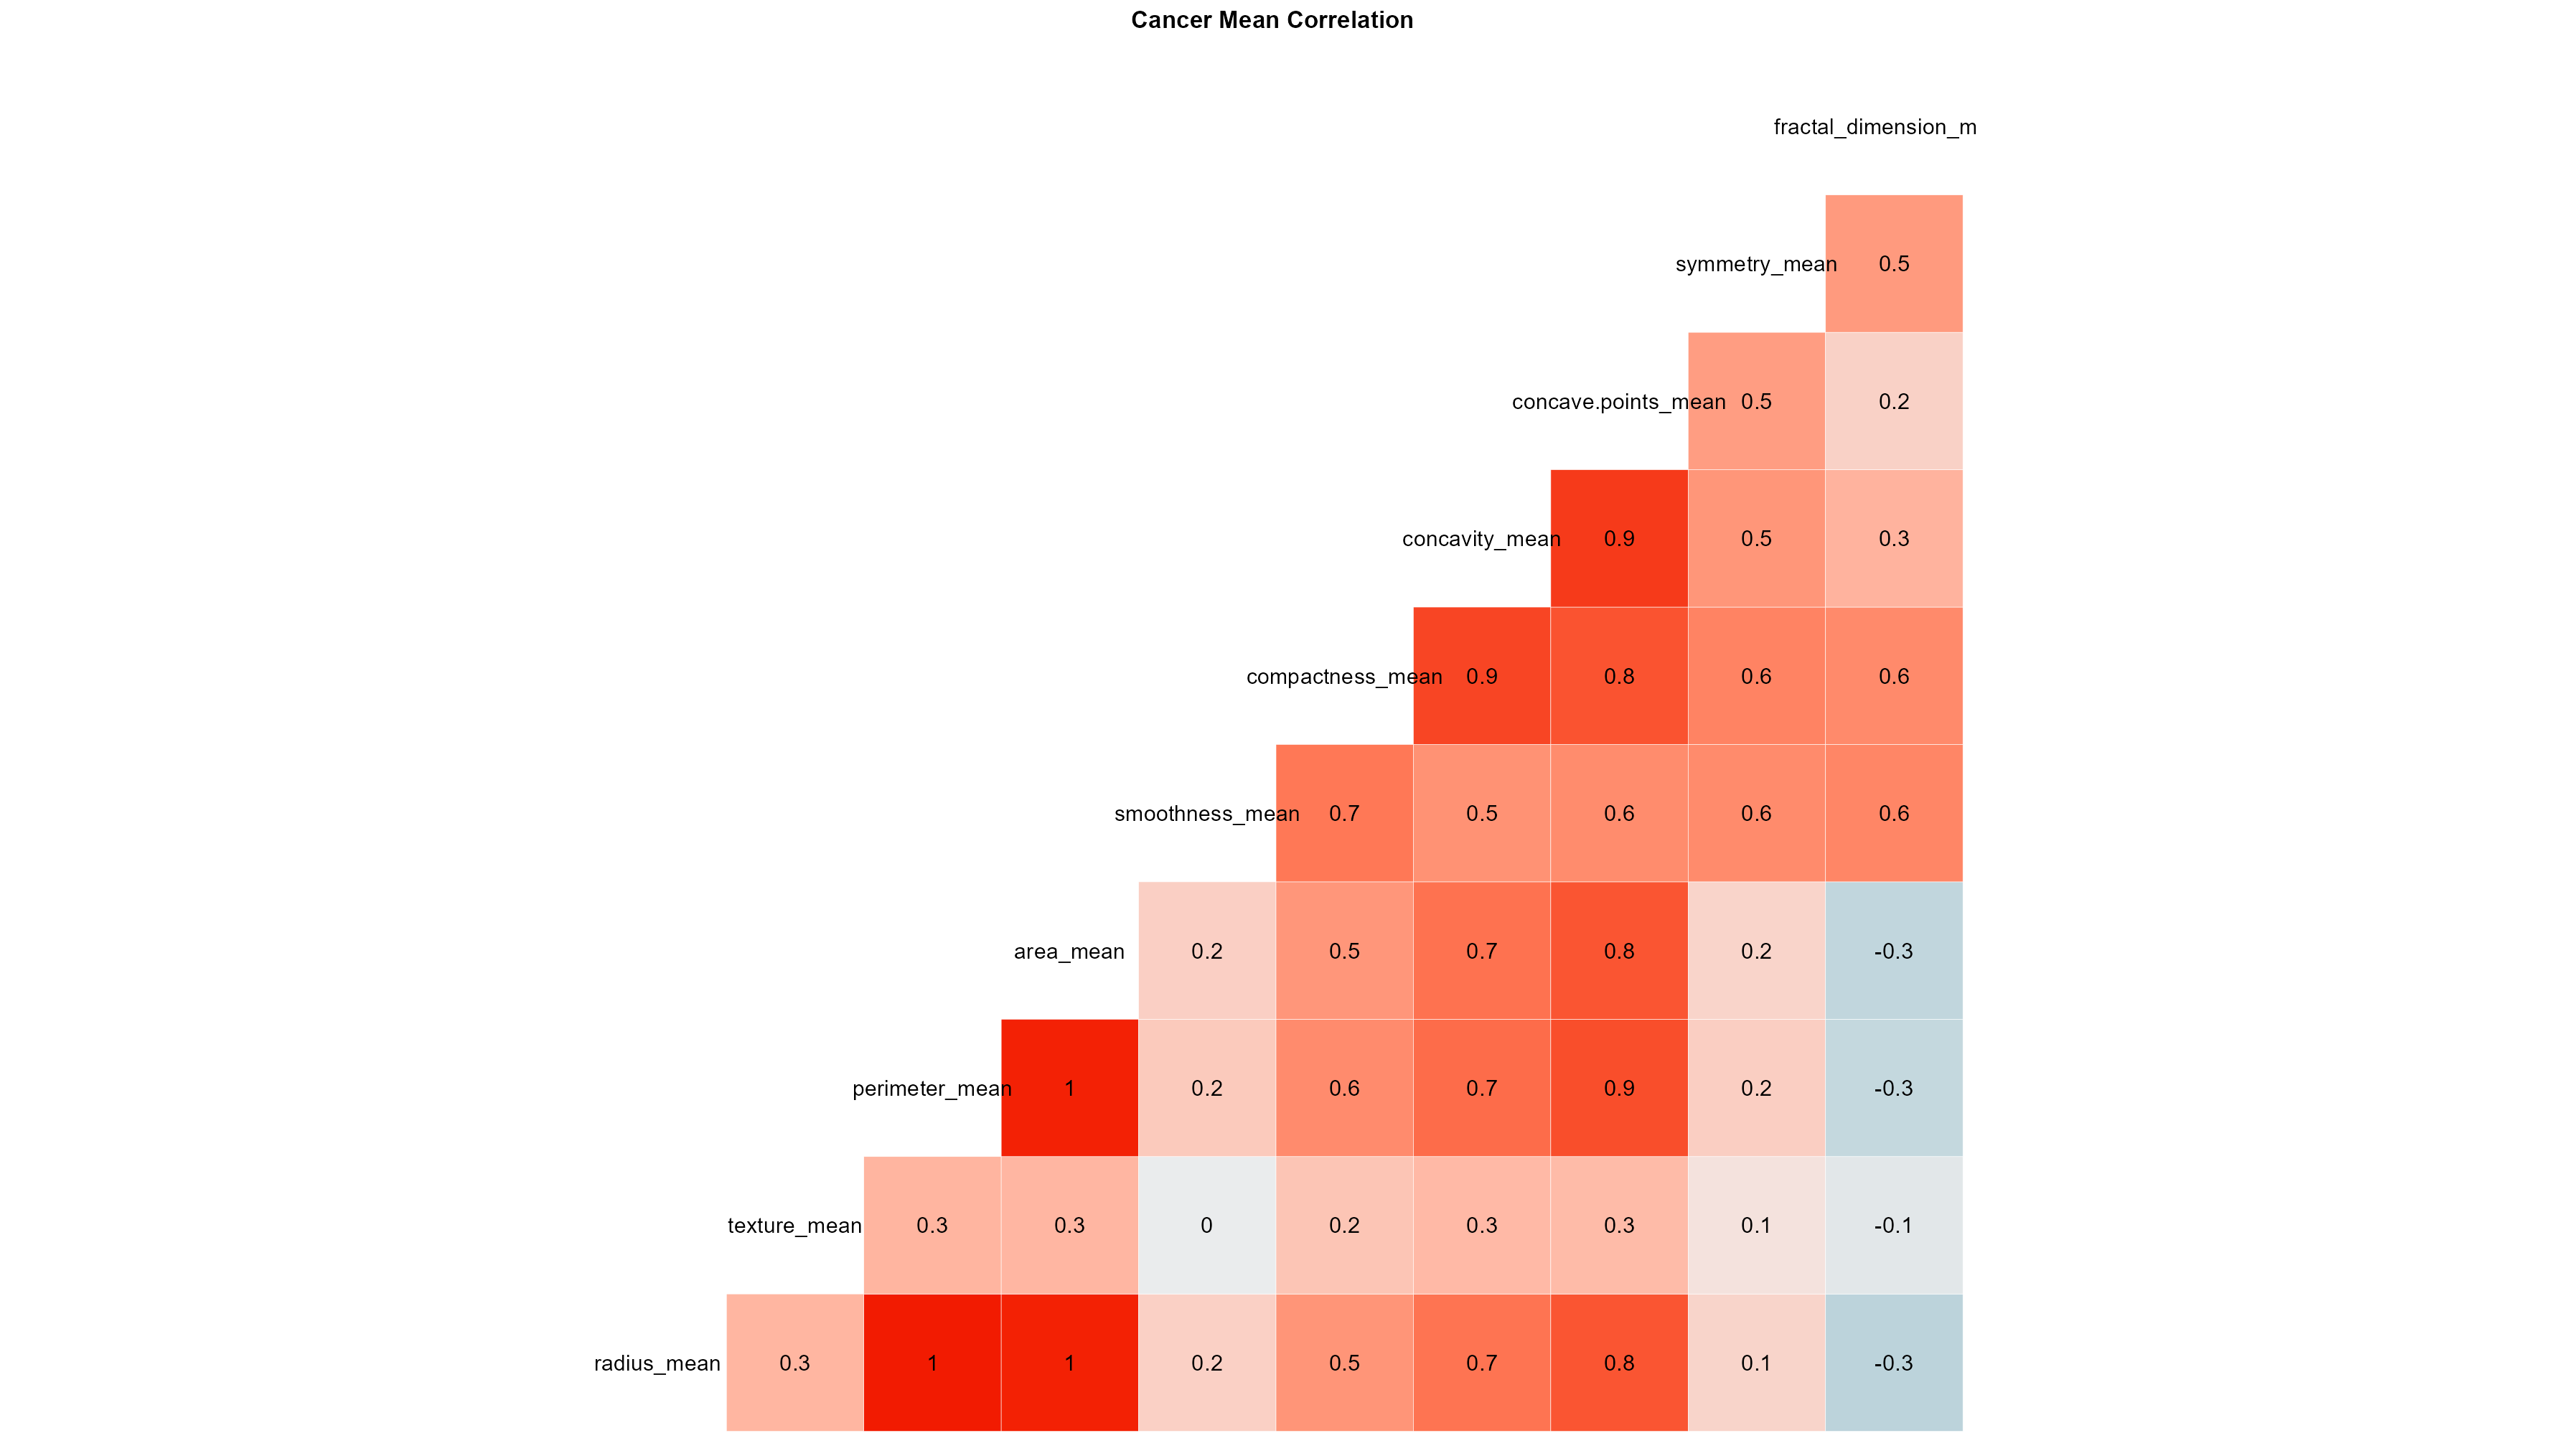 Cancer Mean Correlation
fractal_dimension_m
symmetry_mean 0.5
concave.points_mean 0.5 0.2
concavity_mean 0.9 0.5 0.3
compactness_mean 0.9 0.8 0.6 0.6
smoothness_mean 0.7 0.5 0.6 0.6 0.6
area_mean 0.2 0.5 0.7 0.8 0.2 -0.3
perimeter_mean 1 0.2 0.6 0.7 0.9 0.2 -0.3
texture_mean 0.3 0.3 0 0.2 0.3 0.3 0.1 -0.1
radius_mean 0.3 1 1 0.2 0.5 0.7 0.8 0.1 -0.3